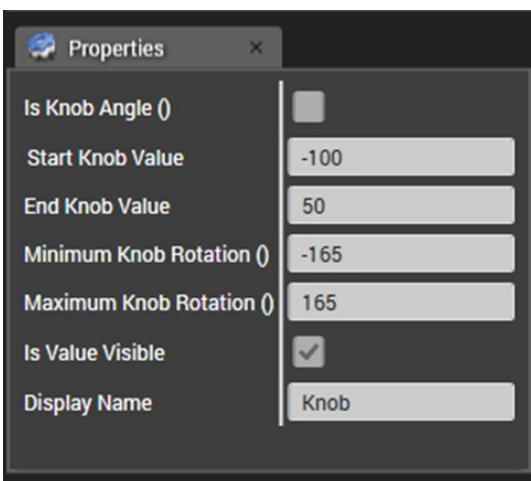 Properties
Is Knob Angle ()
Start Knob Value -100
End Knob Value 50
Minimum Knob Rotation () -165
Maximum Knob Rotation () 165
Is Value Visible
Display Name Knob